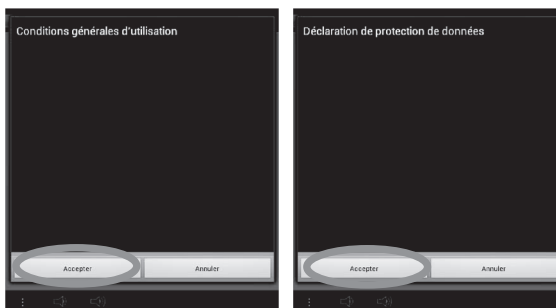 Conditions générales d'utilisation
Accepter Annuler
Déclaration de protection de données
Accepter Annuler